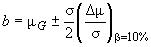 b = μ_G ± σ/2 (Δμ/σ)_β=10%